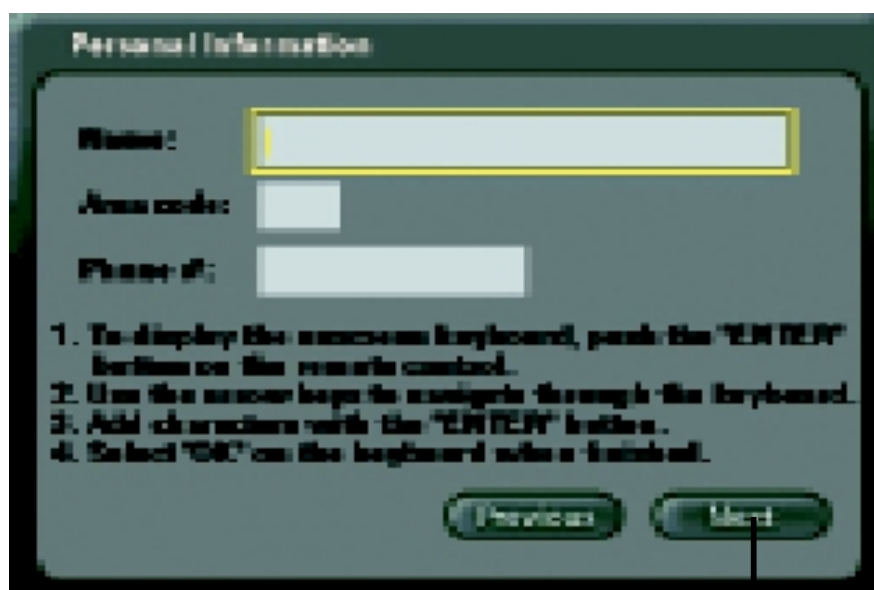 Personal Information
Name:
Area code:
Phone #:
1. To display the onscreen keyboard, push the "ENTER"
button on the remote control.
2. Use the arrow keys to navigate through the keyboard.
3. Add characters with the "ENTER" button.
4. Select "OK" on the keyboard when finished.
Previous
Next